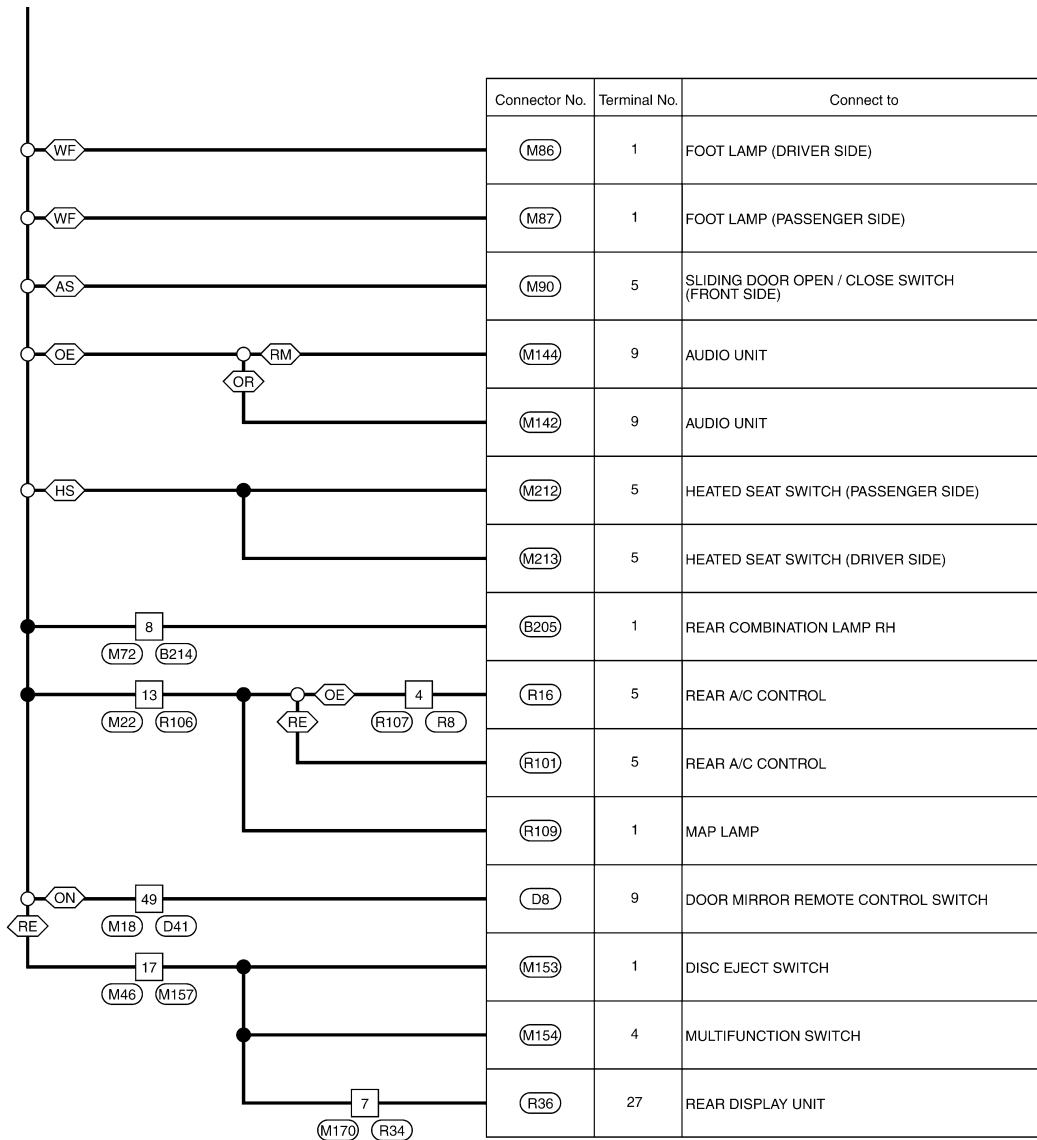 Connector No. Terminal No. Connect to
WF M86 1 FOOT LAMP (DRIVER SIDE)
WF M87 1 FOOT LAMP (PASSENGER SIDE)
AS M90 5 SLIDING DOOR OPEN / CLOSE SWITCH
(FRONT SIDE)
OE RM M144 9 AUDIO UNIT
OR
M142 9 AUDIO UNIT
HS M212 5 HEATED SEAT SWITCH (PASSENGER SIDE)
M213 5 HEATED SEAT SWITCH (DRIVER SIDE)
8 B205 1 REAR COMBINATION LAMP RH
M72 B214
13 OE 4 R16 5 REAR A/C CONTROL
M22 R106 RE R107 R8
R101 5 REAR A/C CONTROL
R109 1 MAP LAMP
ON 49 D8 9 DOOR MIRROR REMOTE CONTROL SWITCH
RE M18 D41
17 M153 1 DISC EJECT SWITCH
M46 M157
M154 4 MULTIFUNCTION SWITCH
7 R36 27 REAR DISPLAY UNIT
M170 R34